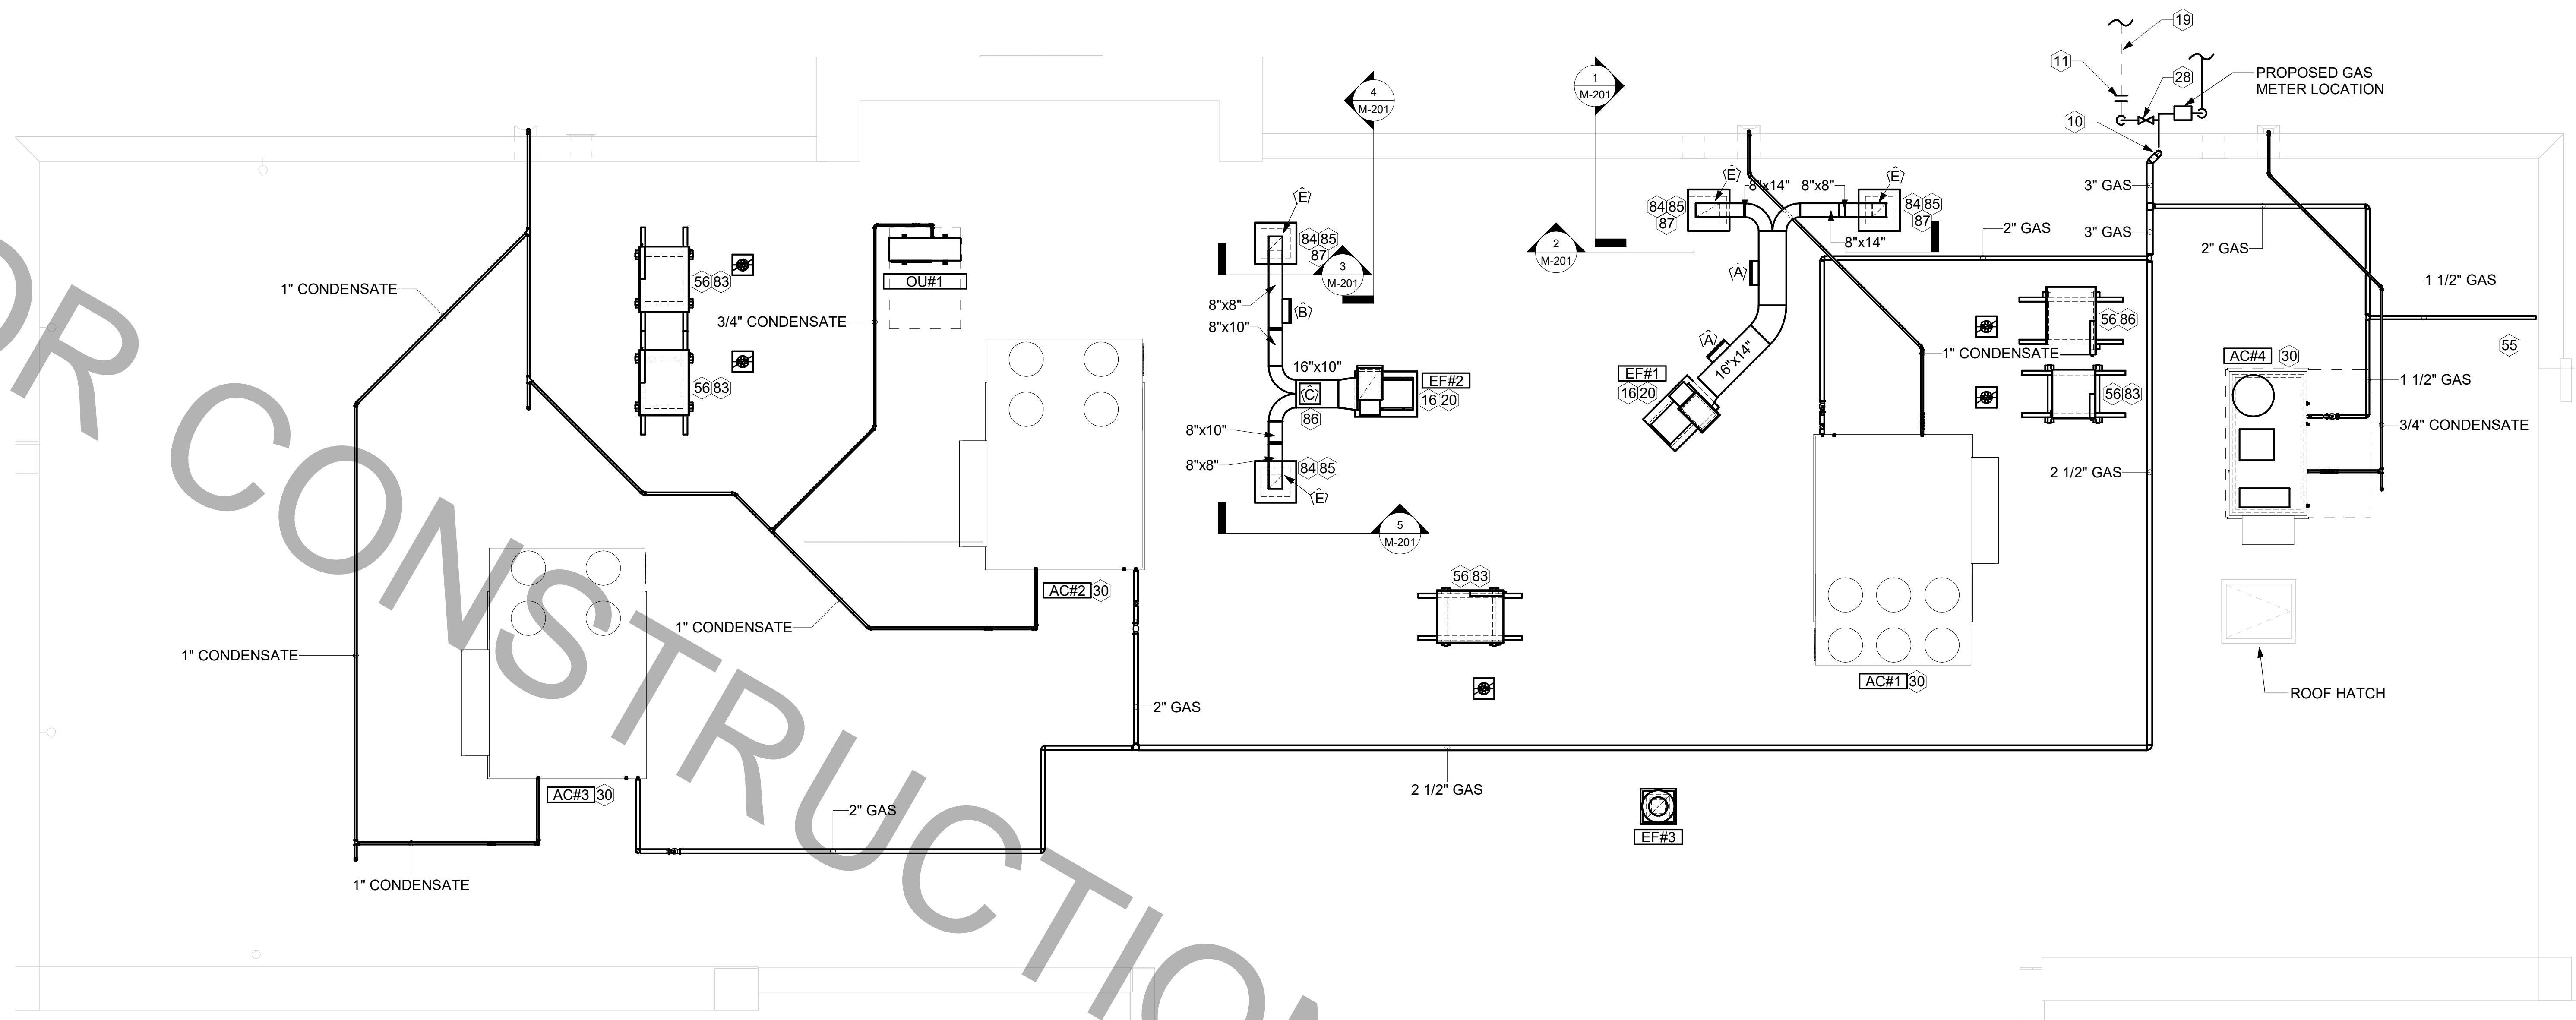 19
11
28
PROPOSED GAS
METER LOCATION
10
4
M-201
1
M-201
3" GAS
3" GAS
2" GAS
2" GAS
1 1/2" GAS
1 1/2" GAS
55
E
84 85
87
8"x14"
8"x8"
E
84 85
87
8"x14"
2
M-201
A
A
16"x14"
EF#1
16 20
1" CONDENSATE
E
84 85
87
3
M-201
8"x8"
B
8"x10"
16"x10"
C
86
EF#2
16 20
8"x10"
8"x8"
84 85
E
5
M-201
OU#1
3/4" CONDENSATE
56 83
56 83
1" CONDENSATE
56 86
56 83
AC#4 30
3/4" CONDENSATE
2 1/2" GAS
AC#2 30
1" CONDENSATE
1" CONDENSATE
56 83
AC#1 30
ROOF HATCH
2" GAS
AC#3 30
2" GAS
2 1/2" GAS
EF#3
1" CONDENSATE
OR CONSTRUCTION